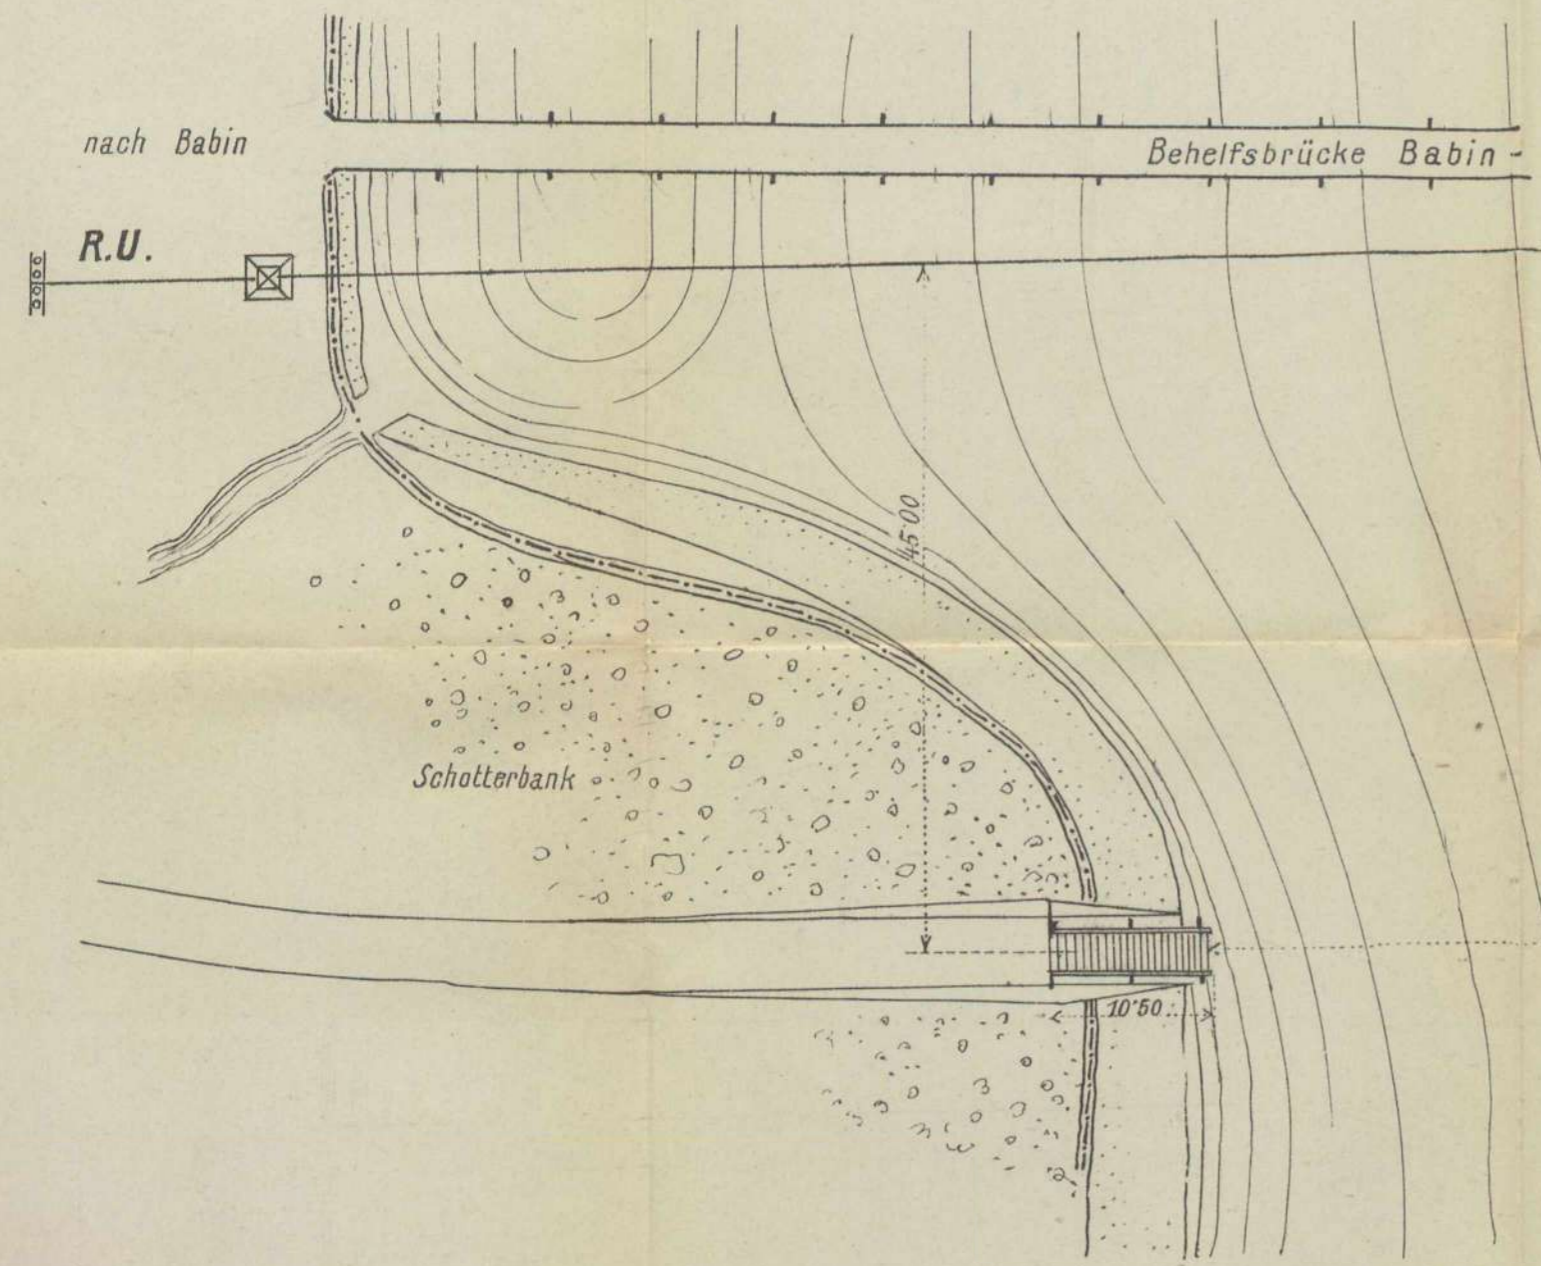 nach Babin
Behelfsbrücke Babin -
R.U.
45·00
Schotterbank
10·50